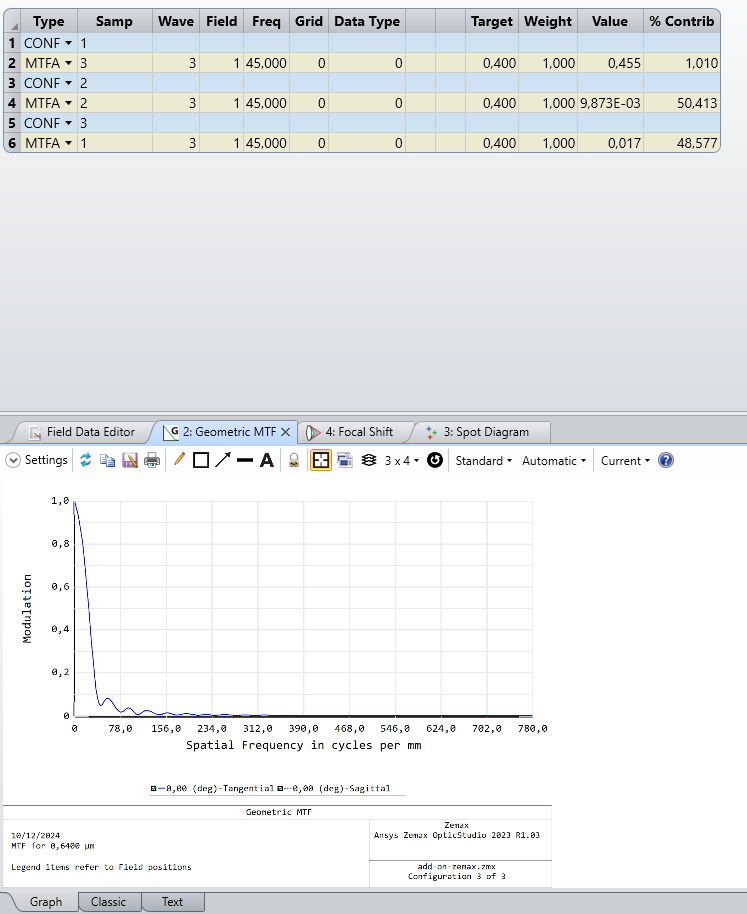 Type Samp Wave Field Freq Grid Data Type Target Weight Value % Contrib
1 CONF 1
2 MTFA 3 3 1 45,000 0 0 0,400 1,000 0,455 1,010
3 CONF 2
4 MTFA 2 3 1 45,000 0 0 0,400 1,000 9,873E-03 50,413
5 CONF 3
6 MTFA 1 3 1 45,000 0 0 0,400 1,000 0,017 48,577
Field Data Editor G 2: Geometric MTF 4: Focal Shift 3: Spot Diagram
Settings A 3 x 4 Standard Automatic Current ?
1,0
0,8
0,6
0,4
0,2
0
Modulation
0 78,0 156,0 234,0 312,0 390,0 468,0 546,0 624,0 702,0 780,0
Spatial Frequency in cycles per mm
0,00 (deg)-Tangential 0,00 (deg)-Sagittal
Geometric MTF
10/12/2024
MTF for 0,6400 µm
Legend items refer to Field positions
Zemax
Ansys Zemax OpticStudio 2023 R1.03
add-on-zemax.zmx
Configuration 3 of 3
Graph Classic Text